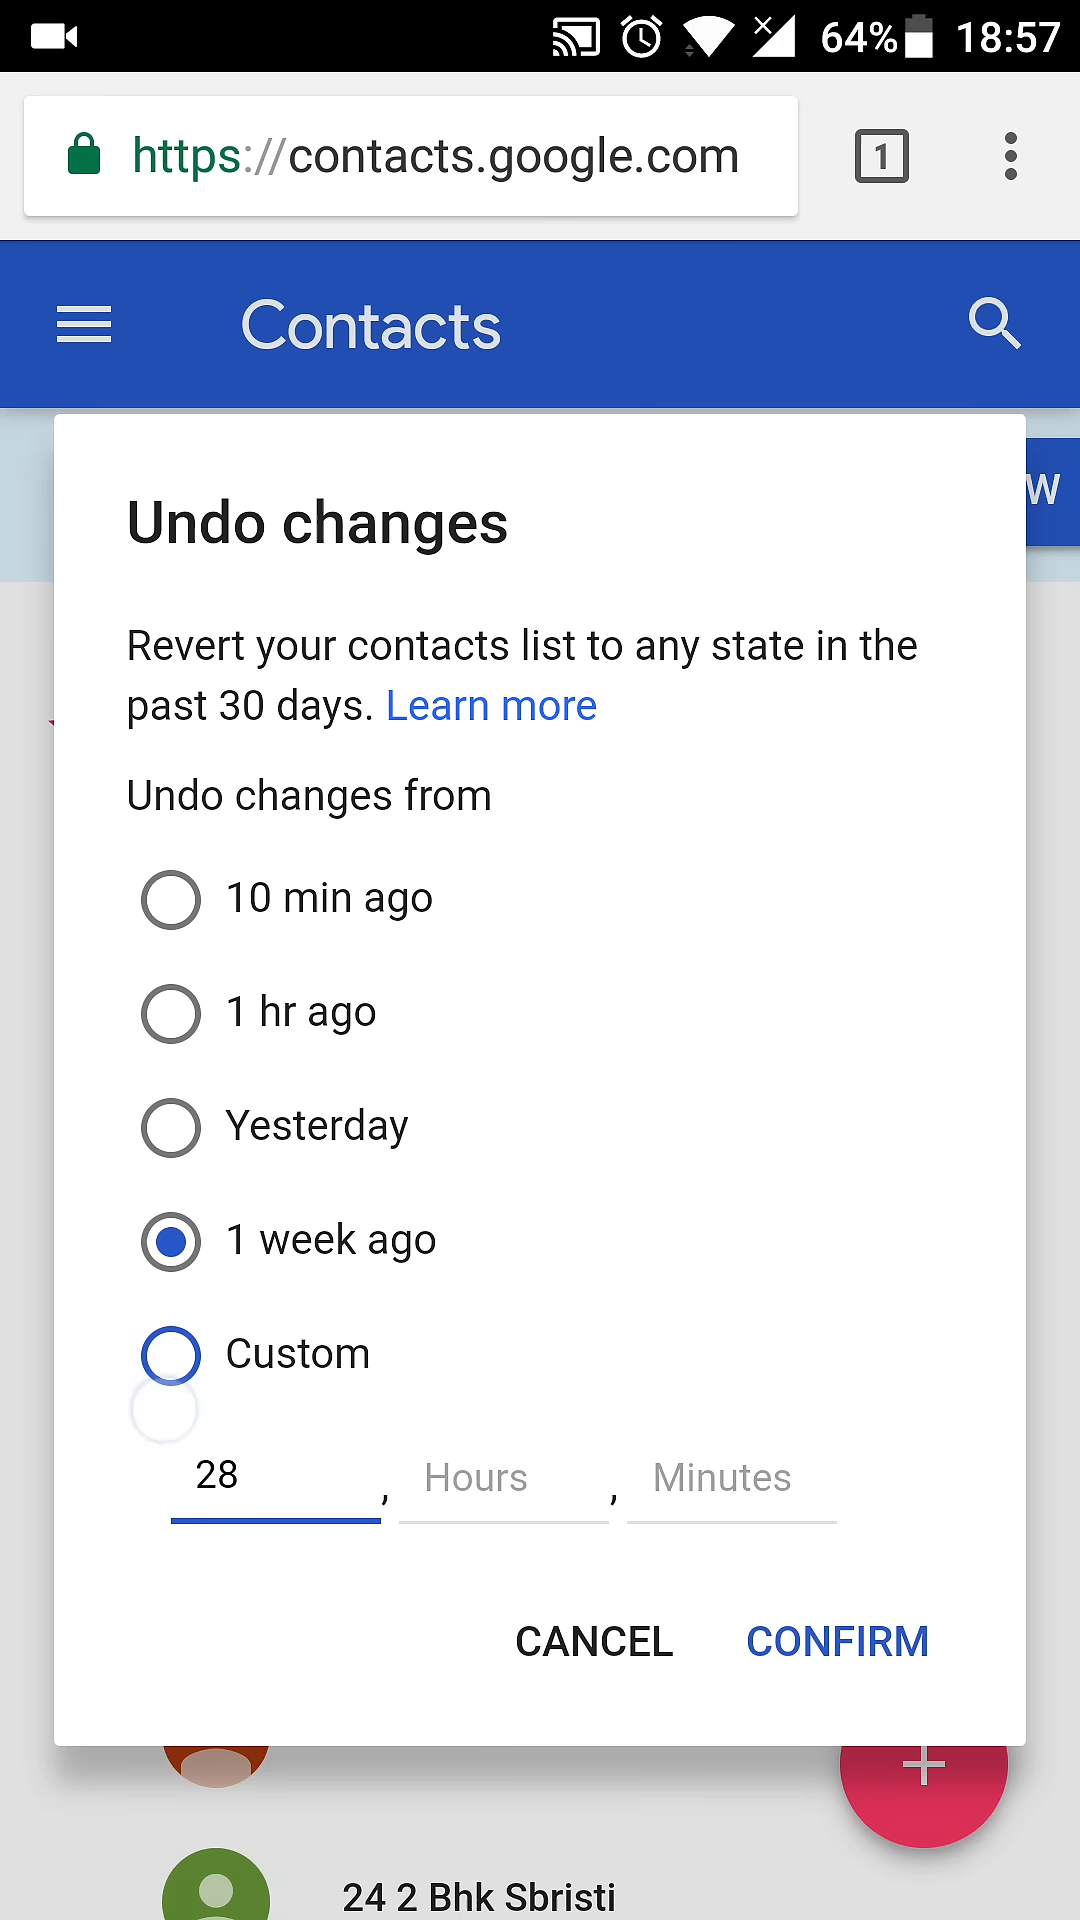 64% 18:57
https://contacts.google.com 1
Contacts
W
Undo changes
Revert your contacts list to any state in the
past 30 days. Learn more
Undo changes from
10 min ago
1 hr ago
Yesterday
1 week ago
Custom
28 , Hours , Minutes
CANCEL CONFIRM
24 2 Bhk Sbristi